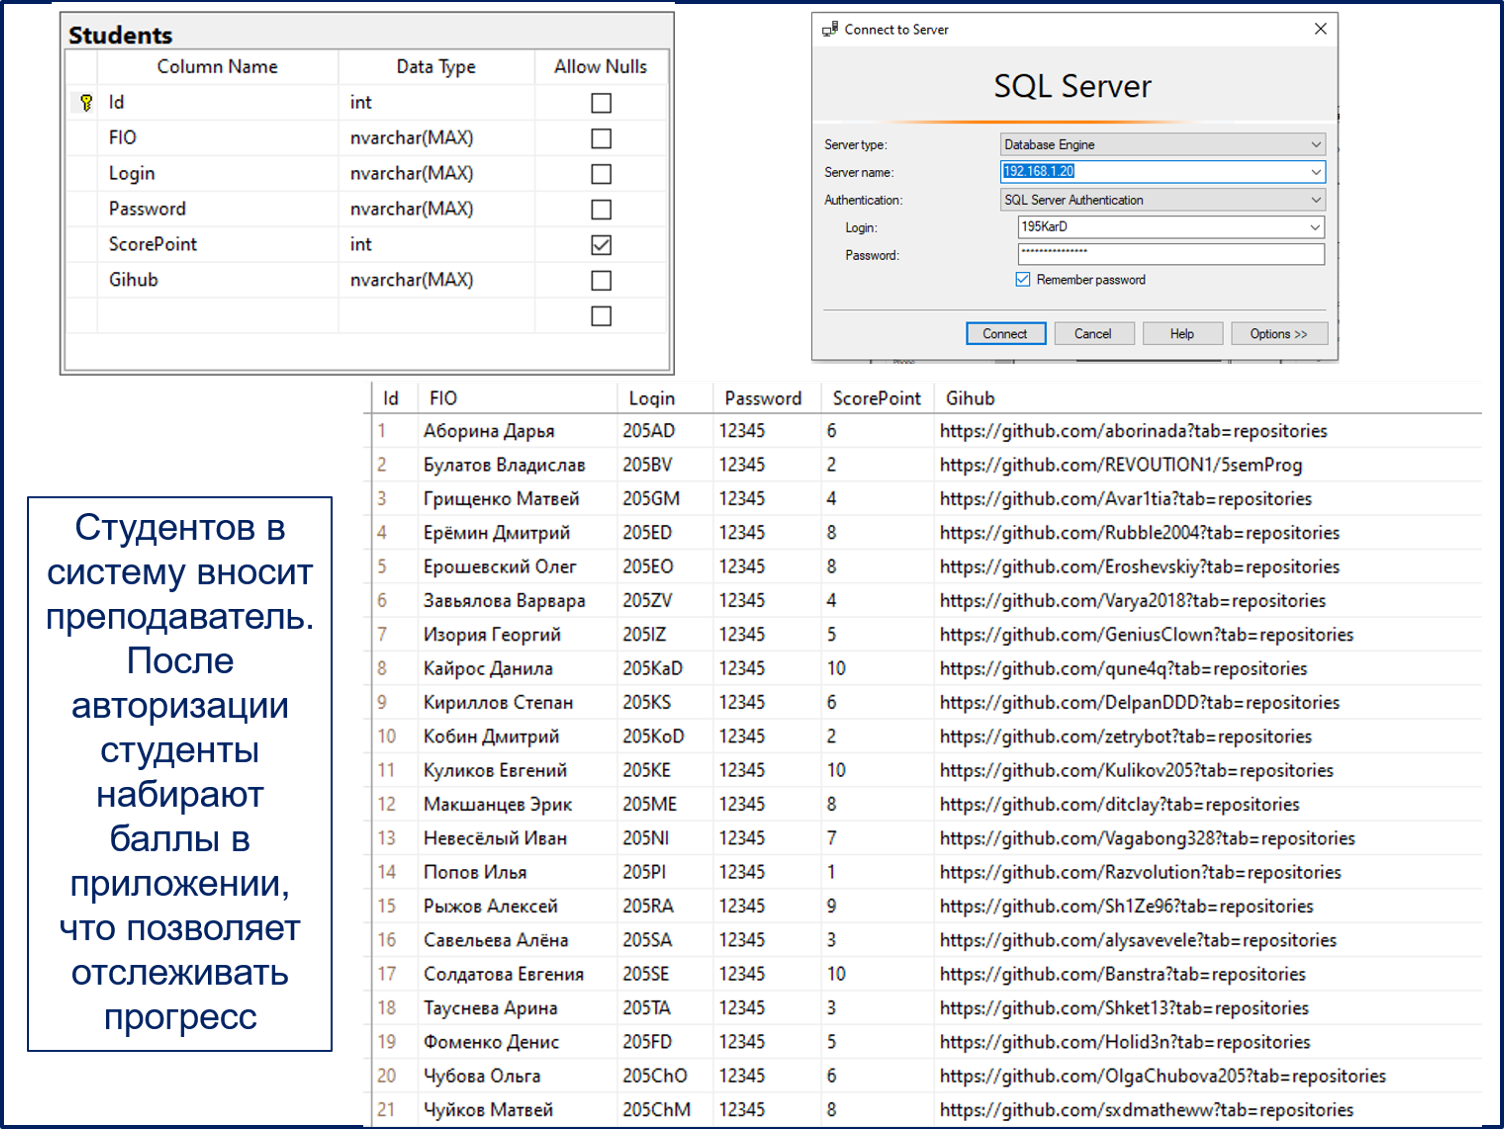 Students
Column Name Data Type Allow Nulls
Id int
FIO nvarchar(MAX)
Login nvarchar(MAX)
Password nvarchar(MAX)
ScorePoint int
Gihub nvarchar(MAX)
Connect to Server
SQL Server
Server type: Database Engine
Server name: 192.168.1.20
Authentication: SQL Server Authentication
Login: 195KarD
Password: ***************
Remember password
Connect Cancel Help Options >>
Id FIO Login Password ScorePoint Gihub
1 Аборина Дарья 205AD 12345 6 https://github.com/aborinada?tab=repositories
2 Булатов Владислав 205BV 12345 2 https://github.com/REVOUTION1/5semProg
3 Грищенко Матвей 205GM 12345 4 https://github.com/Avar1tia?tab=repositories
4 Ерёмин Дмитрий 205ED 12345 8 https://github.com/Rubble2004?tab=repositories
5 Ерошевский Олег 205EO 12345 8 https://github.com/Eroshevskiy?tab=repositories
6 Завьялова Варвара 205ZV 12345 4 https://github.com/Varya2018?tab=repositories
7 Изория Георгий 205IZ 12345 5 https://github.com/GeniusClown?tab=repositories
8 Кайрос Данила 205KaD 12345 10 https://github.com/qune4q?tab=repositories
9 Кириллов Степан 205KS 12345 6 https://github.com/DelpanDDD?tab=repositories
10 Кобин Дмитрий 205KoD 12345 2 https://github.com/zetrybot?tab=repositories
11 Куликов Евгений 205KE 12345 10 https://github.com/Kulikov205?tab=repositories
12 Макшанцев Эрик 205ME 12345 8 https://github.com/ditclay?tab=repositories
13 Невесёлый Иван 205NI 12345 7 https://github.com/Vagabong328?tab=repositories
14 Попов Илья 205PI 12345 1 https://github.com/Razvolution?tab=repositories
15 Рыжов Алексей 205RA 12345 9 https://github.com/Sh1Ze96?tab=repositories
16 Савельева Алёна 205SA 12345 3 https://github.com/alysavevele?tab=repositories
17 Солдатова Евгения 205SE 12345 10 https://github.com/Banstra?tab=repositories
18 Тауснева Арина 205TA 12345 3 https://github.com/Shket13?tab=repositories
19 Фоменко Денис 205FD 12345 5 https://github.com/Holid3n?tab=repositories
20 Чубова Ольга 205ChO 12345 6 https://github.com/OlgaChubova205?tab=repositories
21 Чуйков Матвей 205ChM 12345 8 https://github.com/sxdmatheww?tab=repositories
Студентов в
систему вносит
преподаватель.
После
авторизации
студенты
набирают
баллы в
приложении,
что позволяет
отслеживать
прогресс